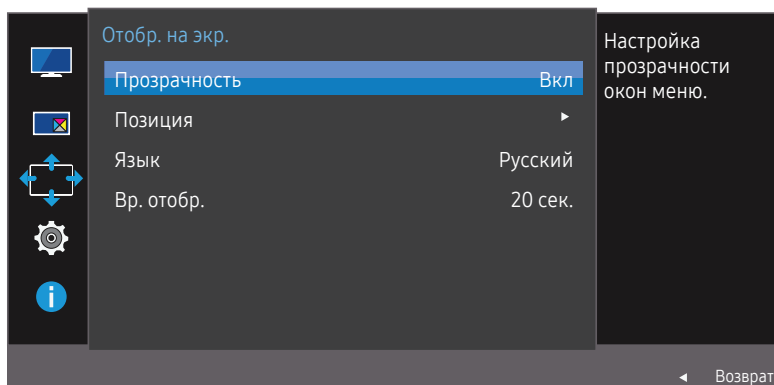 Отобр. на экр.
Прозрачность Вкл
Позиция ►
Язык Русский
Вр. отобр. 20 сек.
Настройка
прозрачности
окон меню.
◄ Возврат